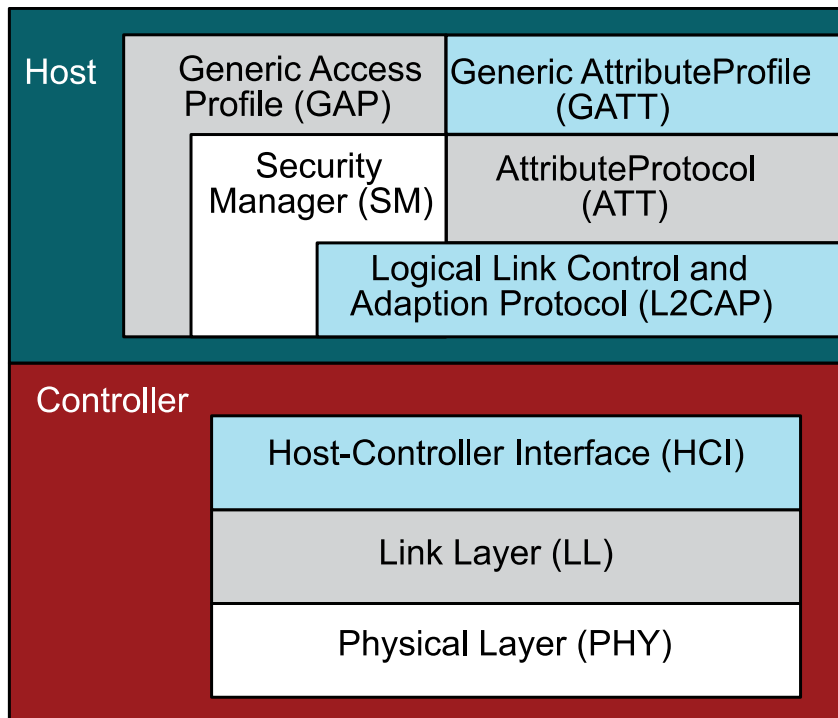 Host
Generic Access
Profile (GAP)
Generic AttributeProfile
(GATT)
Security
Manager (SM)
AttributeProtocol
(ATT)
Logical Link Control and
Adaption Protocol (L2CAP)
Controller
Host-Controller Interface (HCI)
Link Layer (LL)
Physical Layer (PHY)